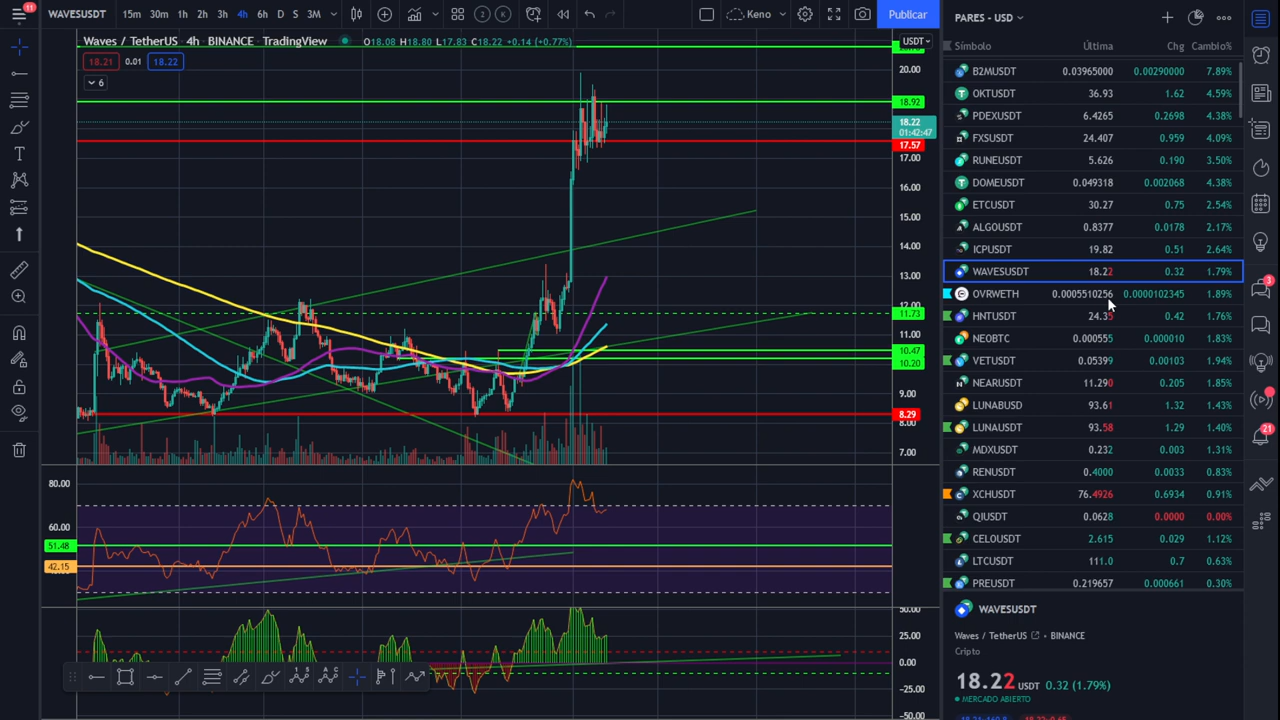 11
WAVESUSDT
15m 30m 1h 2h 3h 4h 6h D S 3M
2
K
Keno
Publicar
PARES - USD
Waves / TetherUS · 4h · BINANCE · TradingView
O18.08 H18.80 L17.83 C18.22 +0.14 (+0.77%)
USDT
18.21 0.01 18.22
6
20.00
18.92
18.22
01:42:47
17.57
17.00
16.00
15.00
14.00
13.00
12.00
11.73
11.00
10.47
10.20
9.00
8.29
8.00
7.00
80.00
60.00
51.48
42.15
50.00
25.00
0.00
-25.00
-50.00
Símbolo Última Chg Cambio%
B2MUSDT 0.03965000 0.00290000 7.89%
OKTUSDT 36.93 1.62 4.59%
PDEXUSDT 6.4265 0.2698 4.38%
FXSUSDT 24.407 0.959 4.09%
RUNEUSDT 5.626 0.190 3.50%
DOMEUSDT 0.049318 0.002068 4.38%
ETCUSDT 30.27 0.75 2.54%
ALGOUSDT 0.8377 0.0178 2.17%
ICPUSDT 19.82 0.51 2.64%
WAVESUSDT 18.22 0.32 1.79%
OVRWETH 0.0005510256 0.0000102345 1.89%
HNTUSDT 24.35 0.42 1.76%
NEOBTC 0.000555 0.000010 1.83%
VETUSDT 0.05399 0.00103 1.94%
NEARUSDT 11.290 0.205 1.85%
LUNABUSD 93.61 1.32 1.43%
LUNAUSDT 93.58 1.29 1.40%
MDXUSDT 0.232 0.003 1.31%
RENUSDT 0.4000 0.0033 0.83%
XCHUSDT 76.4926 0.6934 0.91%
QIUSDT 0.0628 0.0000 0.00%
CELOUSDT 2.615 0.029 1.12%
LTCUSDT 111.0 0.7 0.63%
PREUSDT 0.219657 0.000661 0.30%
WAVESUSDT
Waves / TetherUS · BINANCE
Cripto
18.22 USDT 0.32 (1.79%)
MERCADO ABIERTO
3
21